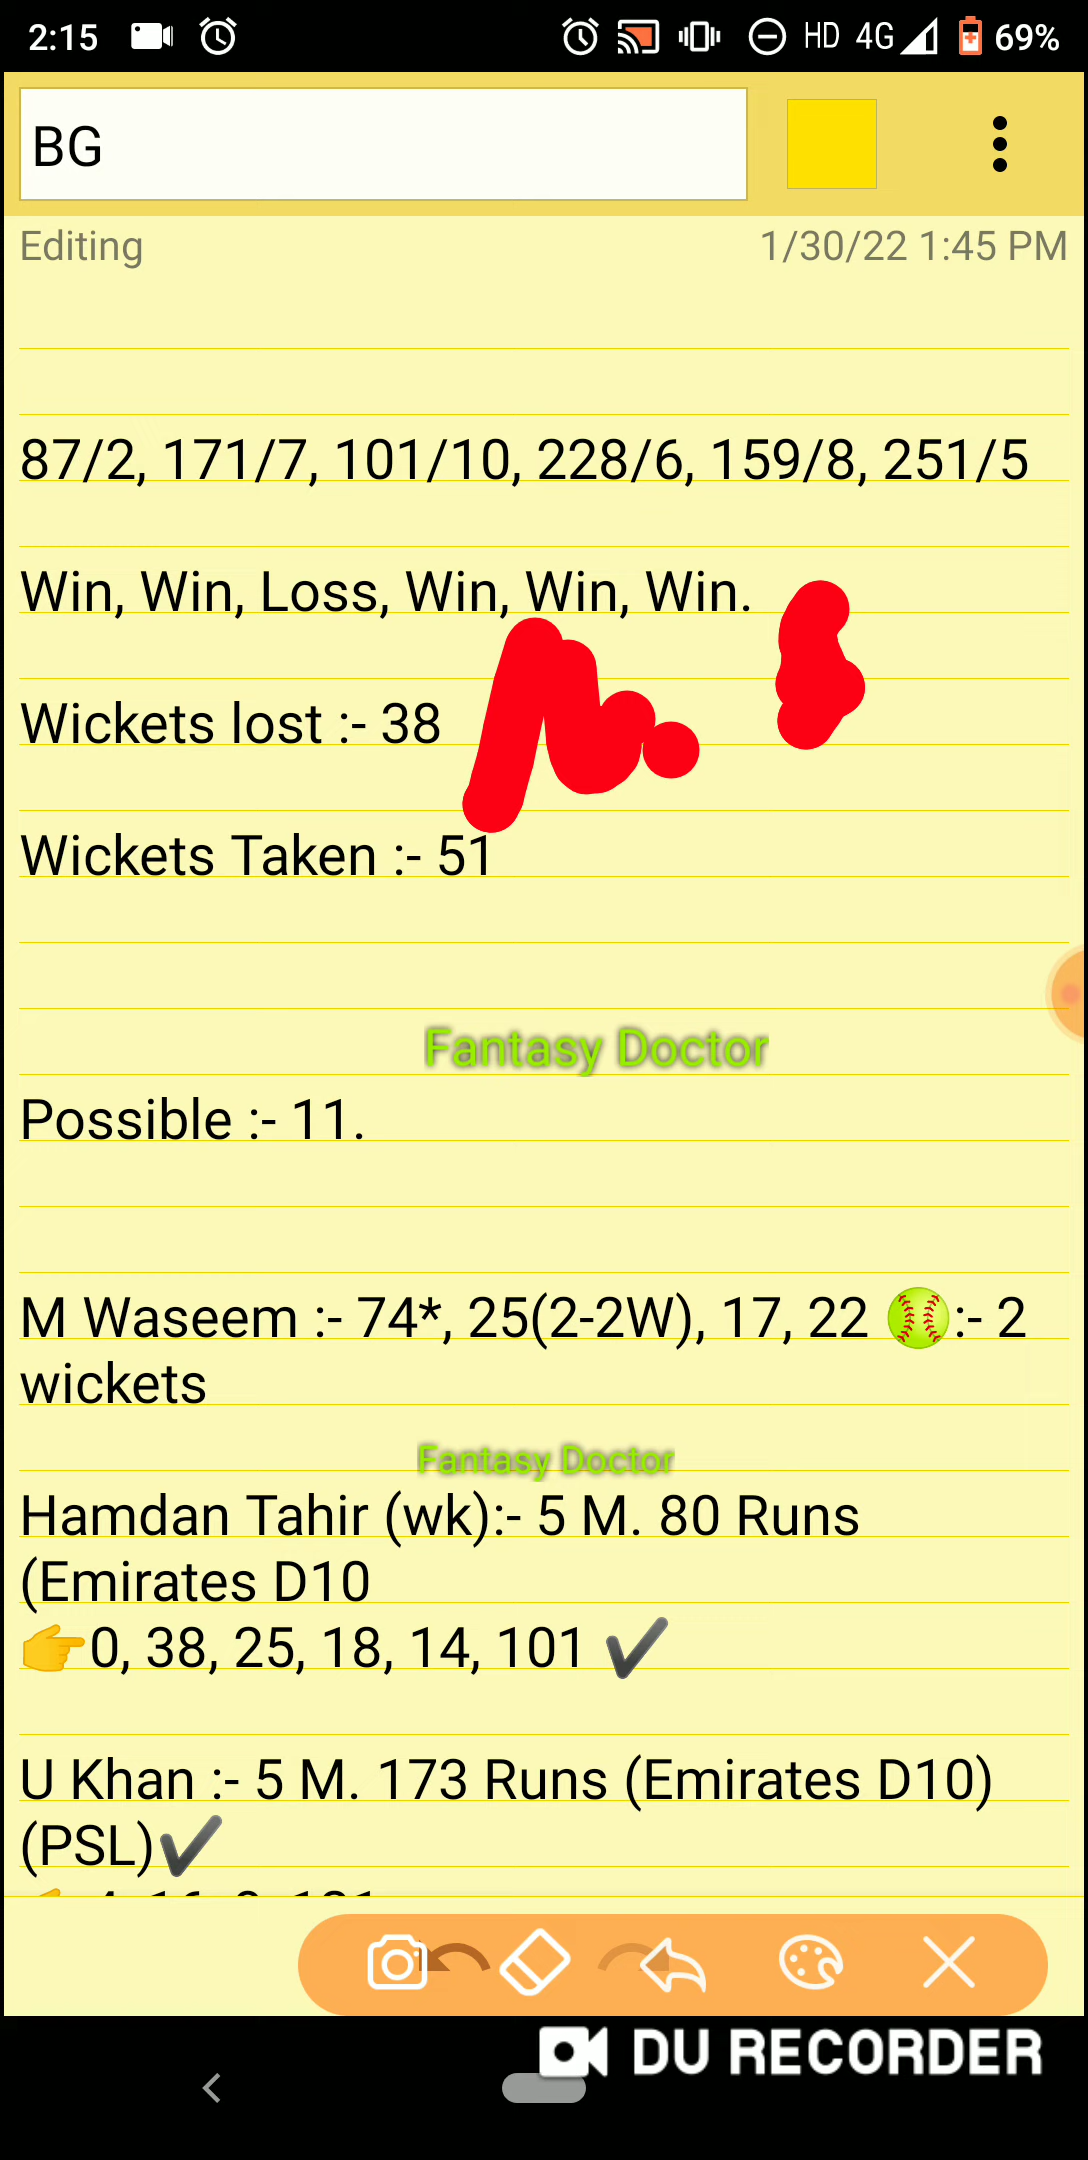 2:15 HD 4G 69%
BG
Editing 1/30/22 1:45 PM
87/2, 171/7, 101/10, 228/6, 159/8, 251/5
Win, Win, Loss, Win, Win, Win.
Wickets lost :- 38
Wickets Taken :- 51
Fantasy Doctor
Possible :- 11.
M Waseem :- 74*, 25(2-2W), 17, 22 🥎:- 2
wickets
Fantasy Doctor
Hamdan Tahir (wk):- 5 M. 80 Runs
(Emirates D10
👉0, 38, 25, 18, 14, 101 ✔
U Khan :- 5 M. 173 Runs (Emirates D10)
(PSL)✔
DU RECORDER